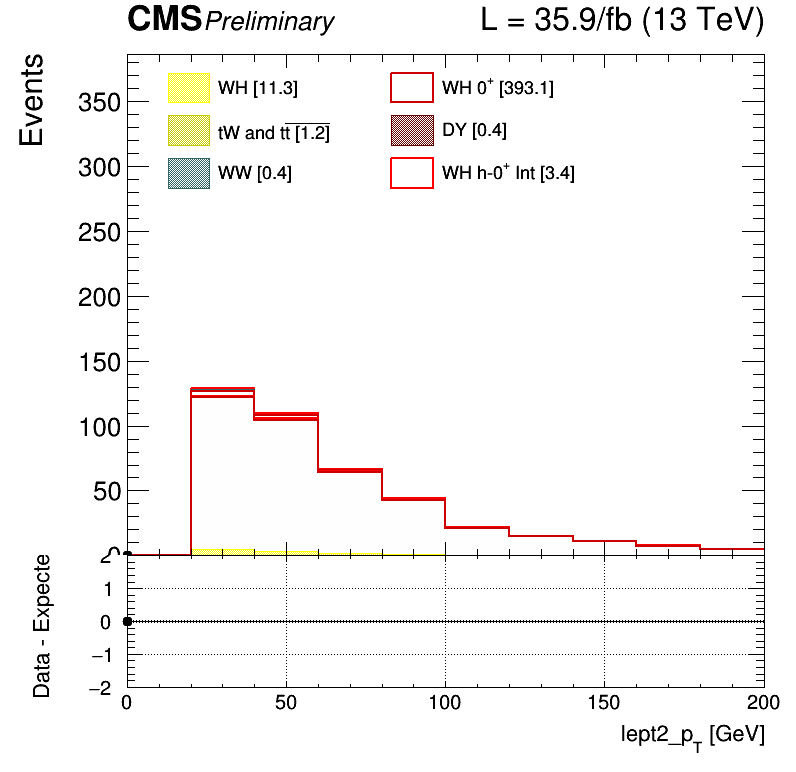 CMS Preliminary L = 35.9/fb (13 TeV)
Events
350
300
250
200
150
100
50
0
WH [11.3]
WH 0⁺ [393.1]
tW and tt̅ [1.2]
DY [0.4]
WW [0.4]
WH h-0⁺ Int [3.4]
Data - Expecte
2
1
0
−1
−2
0 50 100 150 200
lept2_p_T [GeV]